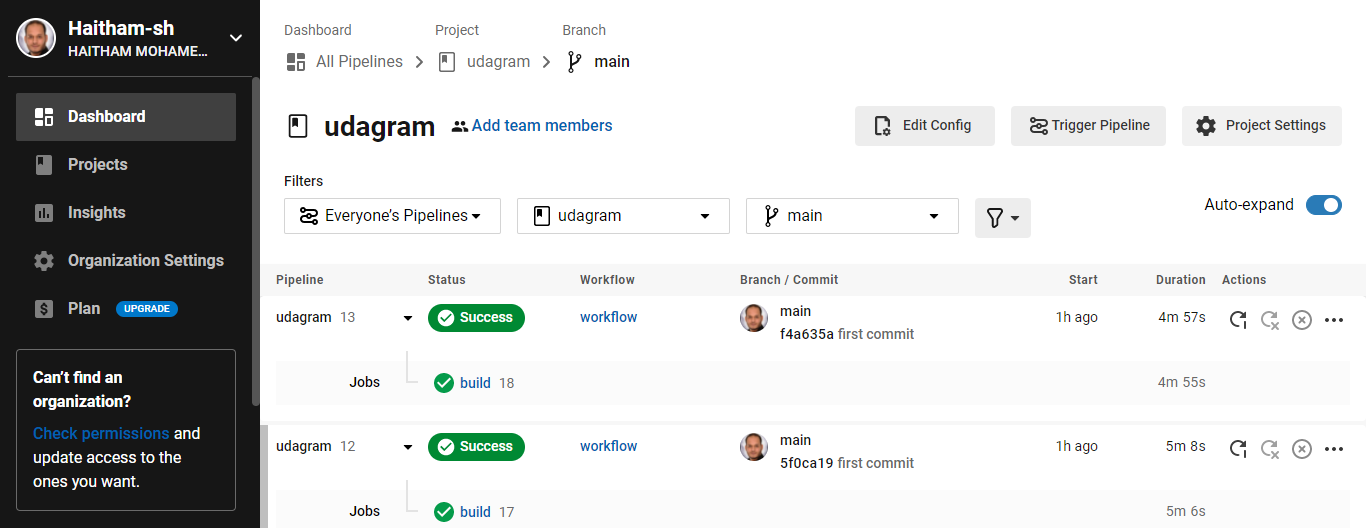 Haitham-sh
HAITHAM MOHAME...
Dashboard
Projects
Insights
Organization Settings
Plan UPGRADE
Can't find an
organization?
Check permissions and
update access to the
ones you want.
Dashboard Project Branch
All Pipelines udagram main
udagram Add team members Edit Config Trigger Pipeline Project Settings
Filters
Everyone's Pipelines udagram main Auto-expand
Pipeline Status Workflow Branch / Commit Start Duration Actions
udagram 13 Success workflow main 1h ago 4m 57s
f4a635a first commit
Jobs build 18 4m 55s
udagram 12 Success workflow main 1h ago 5m 8s
5f0ca19 first commit
Jobs build 17 5m 6s